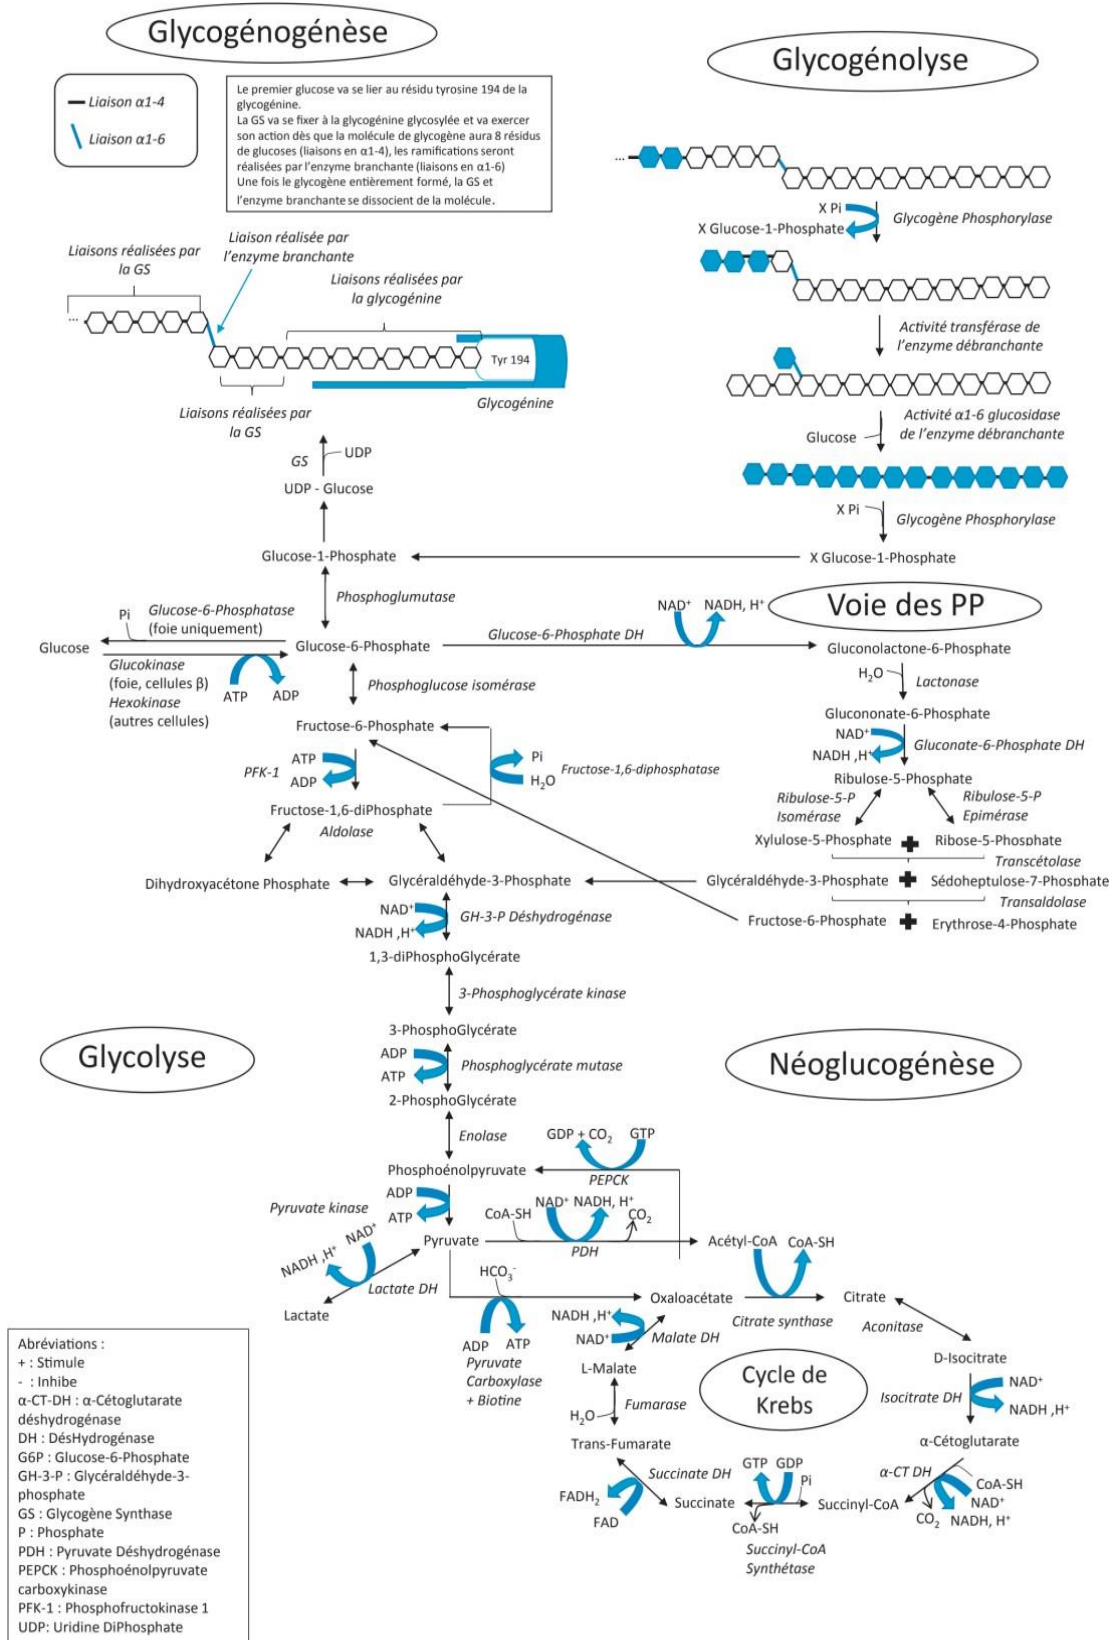 Glycogénogénèse
Liaison α1-4
Liaison α1-6
Le premier glucose va se lier au résidu tyrosine 194 de la
glycogénine.
La GS va se fixer à la glycogénine glycosylée et va exercer
son action dès que la molécule de glycogène aura 8 résidus
de glucoses (liaisons en α1-4), les ramifications seront
réalisées par l'enzyme branchante (liaisons en α1-6)
Une fois le glycogène entièrement formé, la GS et
l'enzyme branchante se dissocient de la molécule.
Liaisons réalisées par
la GS
Liaison réalisée par
l'enzyme branchante
Liaisons réalisées par
la glycogénine
...
Tyr 194
Glycogénine
Liaisons réalisées par
la GS
GS
UDP
UDP - Glucose
Glucose-1-Phosphate
Phosphoglumutase
Glycogénolyse
...
X Pi
X Glucose-1-Phosphate
Glycogène Phosphorylase
Activité transférase de
l'enzyme débranchante
Glucose
Activité α1-6 glucosidase
de l'enzyme débranchante
X Pi
Glycogène Phosphorylase
X Glucose-1-Phosphate
Pi
Glucose-6-Phosphatase
(foie uniquement)
Glucose
Glucokinase
(foie, cellules β)
Hexokinase
(autres cellules)
ATP
ADP
Glucose-6-Phosphate
Glucose-6-Phosphate DH
NAD⁺
NADH, H⁺
Voie des PP
Gluconolactone-6-Phosphate
H₂O
Lactonase
Glucononate-6-Phosphate
NAD⁺
NADH ,H⁺
Gluconate-6-Phosphate DH
Ribulose-5-Phosphate
Ribulose-5-P
Isomérase
Ribulose-5-P
Epimérase
Xylulose-5-Phosphate
Ribose-5-Phosphate
Transcétolase
Glycéraldéhyde-3-Phosphate
Sédoheptulose-7-Phosphate
Transaldolase
Fructose-6-Phosphate
Erythrose-4-Phosphate
Phosphoglucose isomérase
Fructose-6-Phosphate
PFK-1
ATP
ADP
Pi
H₂O
Fructose-1,6-diphosphatase
Fructose-1,6-diPhosphate
Aldolase
Dihydroxyacétone Phosphate
Glycéraldéhyde-3-Phosphate
NAD⁺
NADH ,H⁺
GH-3-P Déshydrogénase
1,3-diPhosphoGlycérate
3-Phosphoglycérate kinase
3-PhosphoGlycérate
Glycolyse
Néoglucogénèse
ADP
ATP
Phosphoglycérate mutase
2-PhosphoGlycérate
Enolase
GDP + CO₂
GTP
PEPCK
Phosphoénolpyruvate
Pyruvate kinase
ADP
ATP
Pyruvate
CoA-SH
NAD⁺ NADH, H⁺
CO₂
PDH
Acétyl-CoA
CoA-SH
NADH ,H⁺
NAD⁺
Lactate DH
Lactate
HCO₃⁻
ADP
ATP
Pyruvate
Carboxylase
+ Biotine
Oxaloacétate
Citrate synthase
Citrate
Aconitase
D-Isocitrate
NADH ,H⁺
NAD⁺
Malate DH
L-Malate
Cycle de
Krebs
Isocitrate DH
NAD⁺
NADH ,H⁺
H₂O
Fumarase
Trans-Fumarate
α-Cétoglutarate
Succinate DH
FADH₂
FAD
Succinate
GTP GDP
Pi
CoA-SH
Succinyl-CoA
Synthétase
Succinyl-CoA
α-CT DH
CoA-SH
NAD⁺
CO₂
NADH, H⁺
Abréviations :
+ : Stimule
- : Inhibe
α-CT-DH : α-Cétoglutarate
déshydrogénase
DH : DésHydrogénase
G6P : Glucose-6-Phosphate
GH-3-P : Glycéraldéhyde-3-
phosphate
GS : Glycogène Synthase
P : Phosphate
PDH : Pyruvate Déshydrogénase
PEPCK : Phosphoénolpyruvate
carboxykinase
PFK-1 : Phosphofructokinase 1
UDP: Uridine DiPhosphate